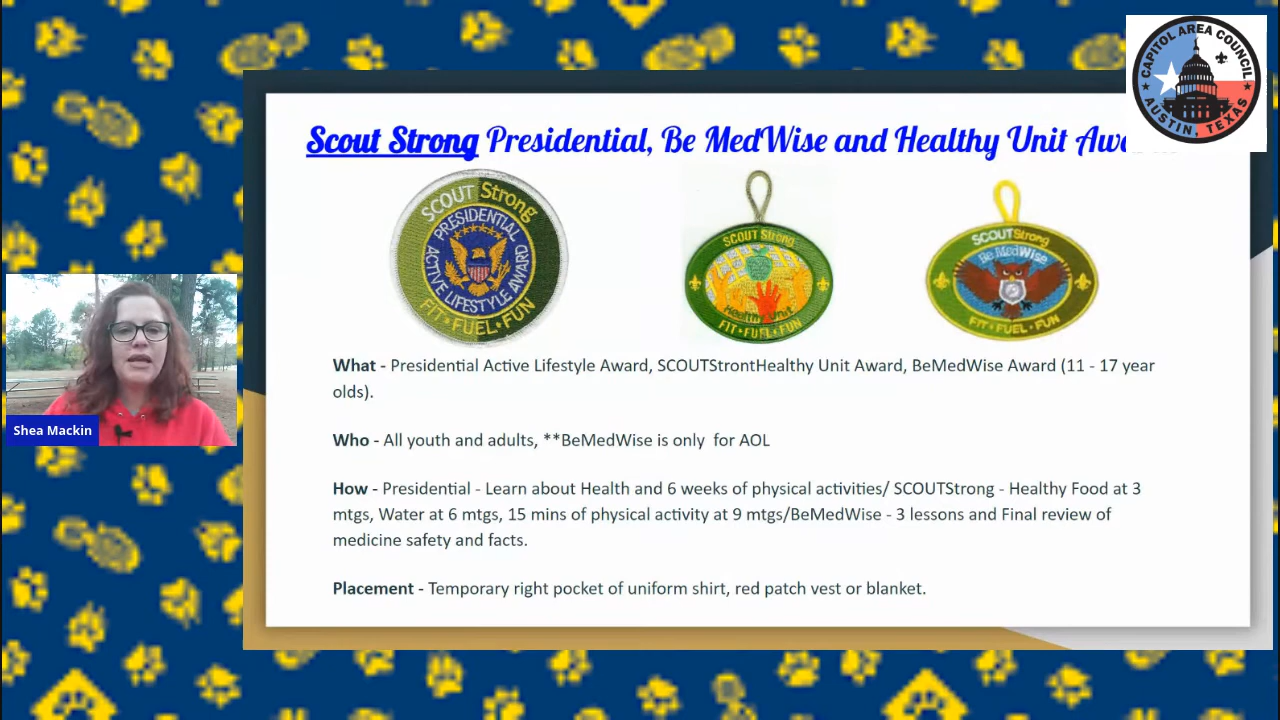 CAPITOL AREA COUNCIL
AUSTIN, TEXAS
Scout Strong Presidential, Be MedWise and Healthy Unit
SCOUT Strong
PRESIDENTIAL
ACTIVE LIFESTYLE AWARD
FIT•FUEL•FUN
SCOUT Strong
Healthy Unit
FIT•FUEL•FUN
SCOUTStrong
Be MedWise
FIT•FUEL•FUN
What - Presidential Active Lifestyle Award, SCOUTStrontHealthy Unit Award, BeMedWise Award (11 - 17 year
olds).
Who - All youth and adults, **BeMedWise is only for AOL
How - Presidential - Learn about Health and 6 weeks of physical activities/ SCOUTStrong - Healthy Food at 3
mtgs, Water at 6 mtgs, 15 mins of physical activity at 9 mtgs/BeMedWise - 3 lessons and Final review of
medicine safety and facts.
Placement - Temporary right pocket of uniform shirt, red patch vest or blanket.
Shea Mackin